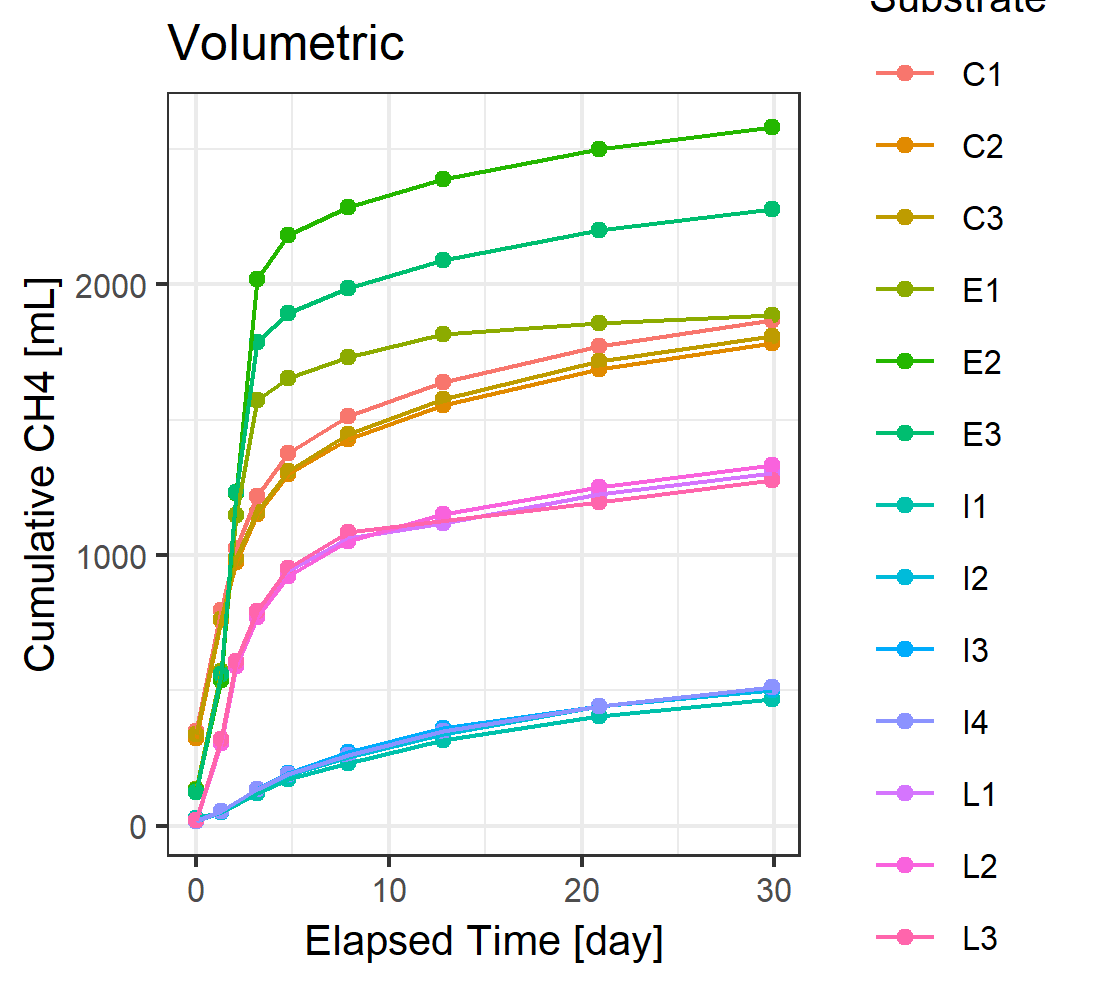 Volumetric
Cumulative CH4 [mL]
2000
1000
0
0 10 20 30
Elapsed Time [day]
Substrate
C1
C2
C3
E1
E2
E3
I1
I2
I3
I4
L1
L2
L3